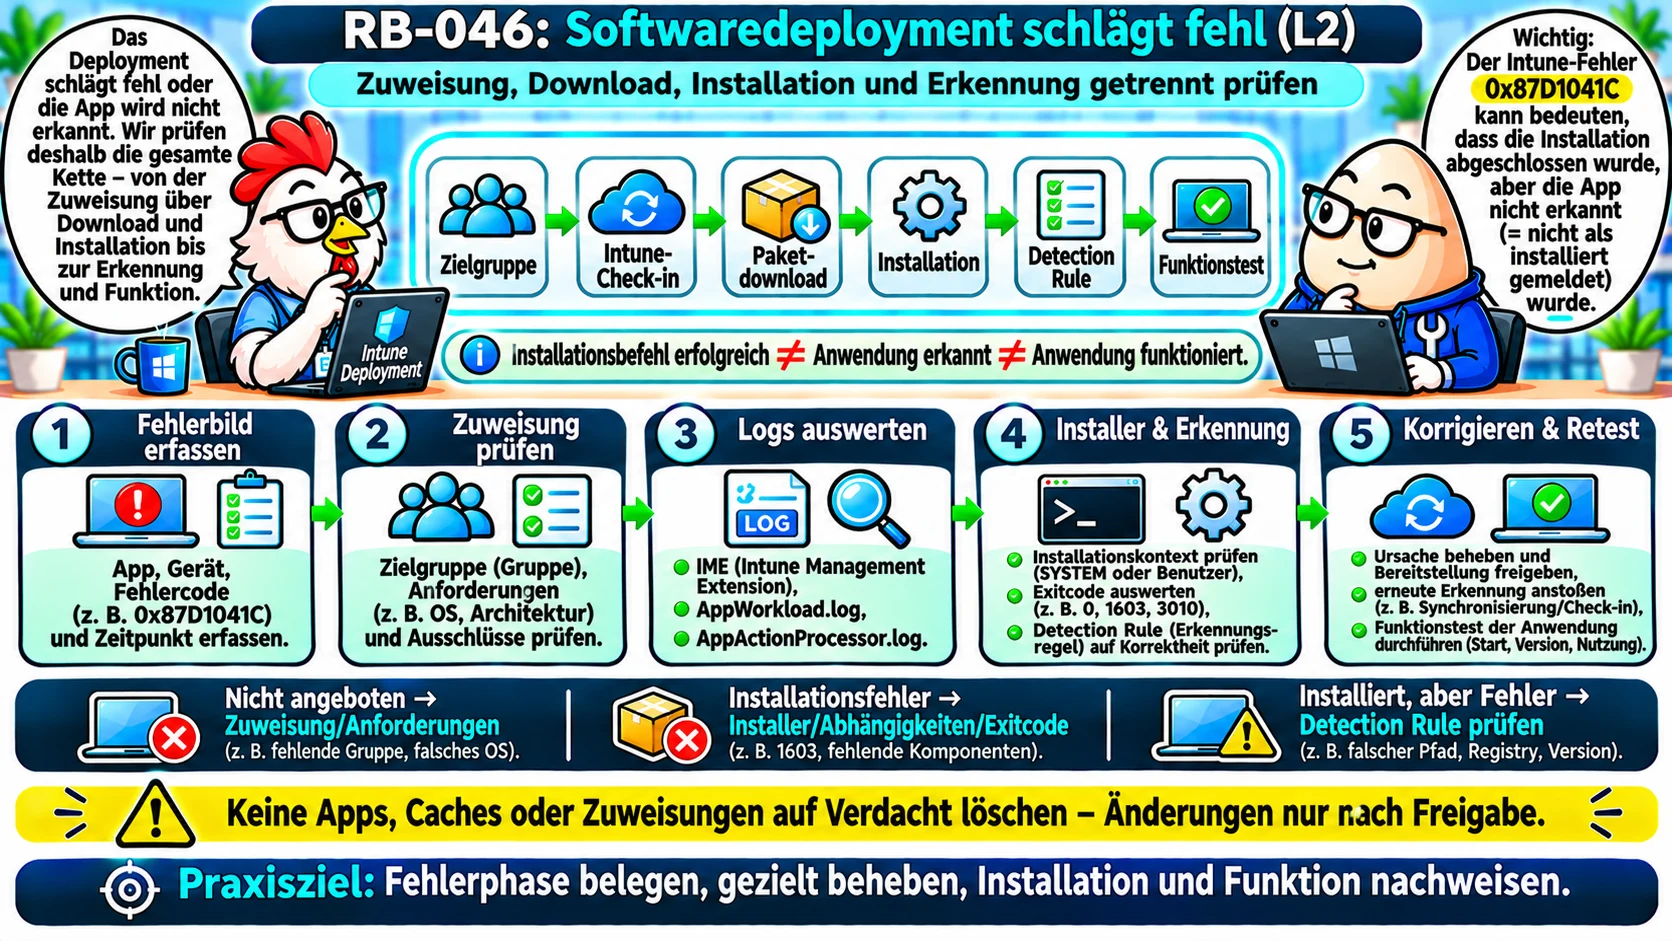 RB-046: Softwaredeployment schlägt fehl (L2)
Zuweisung, Download, Installation und Erkennung getrennt prüfen
Das
Deployment
schlägt fehl oder
die App wird nicht
erkannt. Wir prüfen
deshalb die gesamte
Kette – von der
Zuweisung über
Download und
Installation bis
zur Erkennung
und Funktion.
Wichtig:
Der Intune-Fehler
0x87D1041C
kann bedeuten,
dass die Installation
abgeschlossen wurde,
aber die App
nicht erkannt
(= nicht als
installiert
gemeldet)
wurde.
Zielgruppe
Intune-
Check-in
Paket-
download
Installation
Detection
Rule
Funktionstest
Intune
Deployment
i
Installationsbefehl erfolgreich ≠ Anwendung erkannt ≠ Anwendung funktioniert.
1
Fehlerbild
erfassen
App, Gerät,
Fehlercode
(z. B. 0x87D1041C)
und Zeitpunkt erfassen.
2
Zuweisung
prüfen
Zielgruppe (Gruppe),
Anforderungen
(z. B. OS, Architektur)
und Ausschlüsse prüfen.
3
Logs auswerten
LOG
IME (Intune Management
Extension),
AppWorkload.log,
AppActionProcessor.log.
4
Installer & Erkennung
>_
Installationskontext prüfen
(SYSTEM oder Benutzer),
Exitcode auswerten
(z. B. 0, 1603, 3010),
Detection Rule (Erkennungs-
regel) auf Korrektheit prüfen.
5
Korrigieren & Retest
Ursache beheben und
Bereitstellung freigeben,
erneute Erkennung anstoßen
(z. B. Synchronisierung/Check-in),
Funktionstest der Anwendung
durchführen (Start, Version, Nutzung).
Nicht angeboten →
Zuweisung/Anforderungen
(z. B. fehlende Gruppe, falsches OS).
Installationsfehler →
Installer/Abhängigkeiten/Exitcode
(z. B. 1603, fehlende Komponenten).
Installiert, aber Fehler →
Detection Rule prüfen
(z. B. falscher Pfad, Registry, Version).
Keine Apps, Caches oder Zuweisungen auf Verdacht löschen – Änderungen nur nach Freigabe.
Praxisziel: Fehlerphase belegen, gezielt beheben, Installation und Funktion nachweisen.